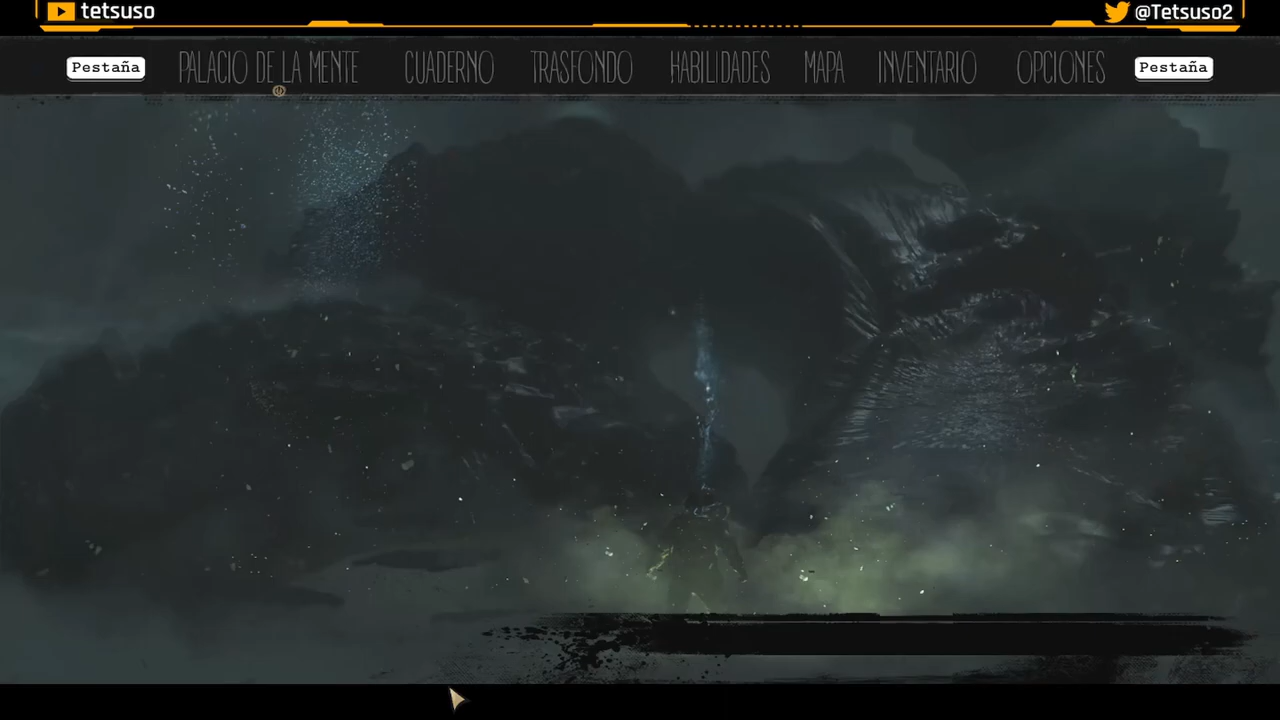 tetsuso
@Tetsuso2
Pestaña PALACIO DE LA MENTE CUADERNO TRASFONDO HABILIDADES MAPA INVENTARIO OPCIONES Pestaña